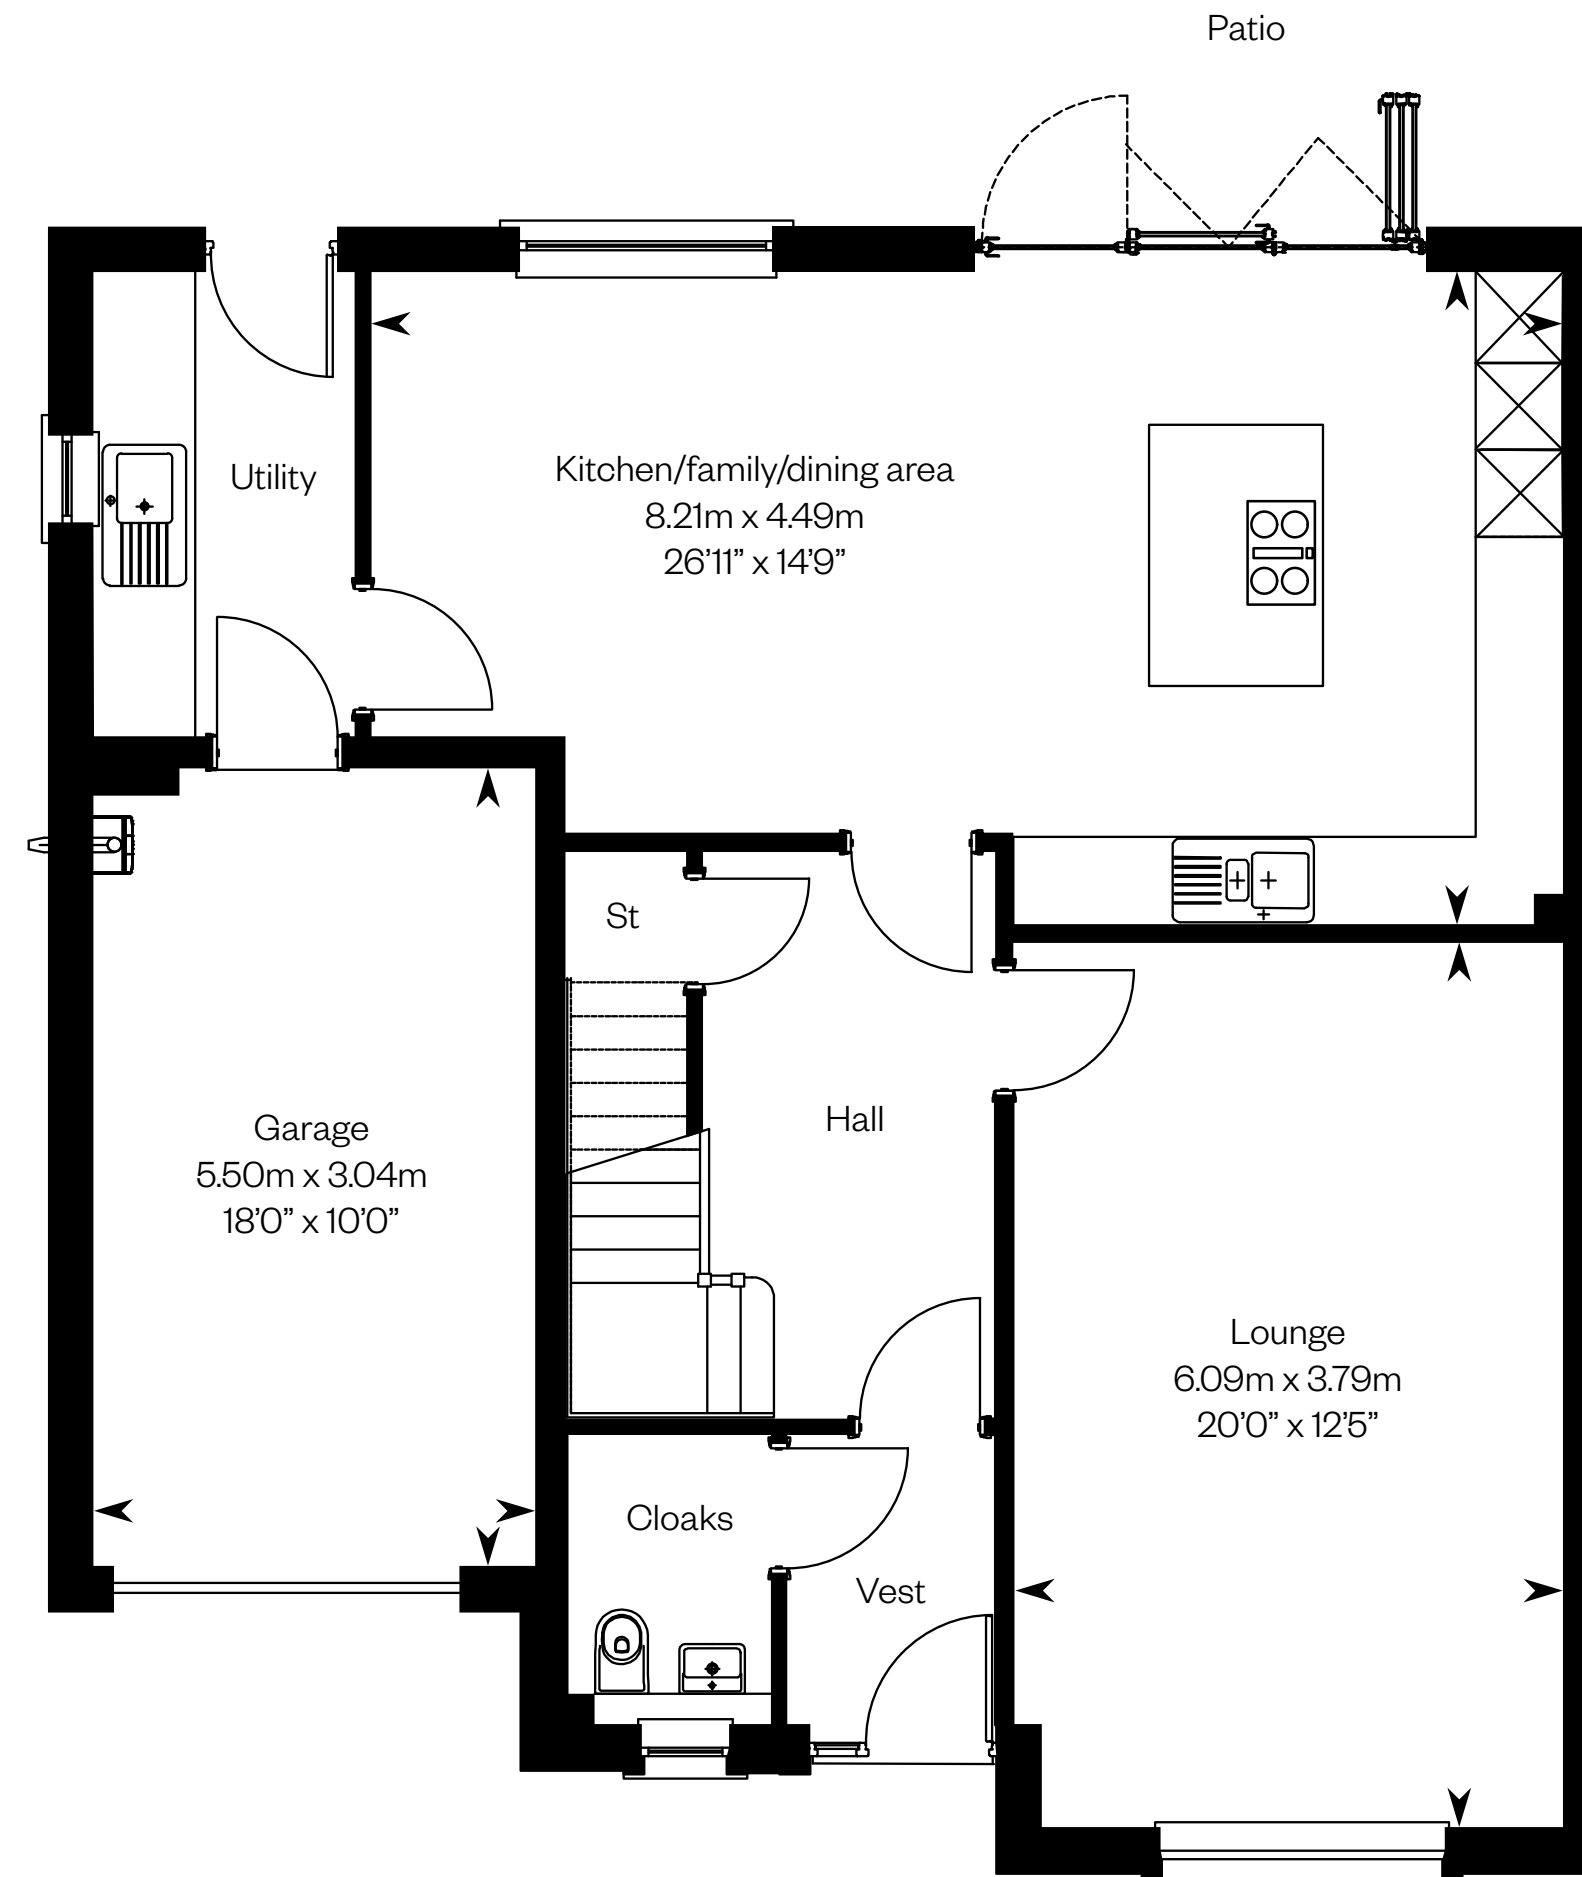 Patio
Utility
Kitchen/family/dining area
8.21m x 4.49m
26'11” x 14'9”
St
Hall
Garage
5.50m x 3.04m
18'0” x 10'0”
Lounge
6.09m x 3.79m
20'0” x 12'5”
Cloaks
Vest